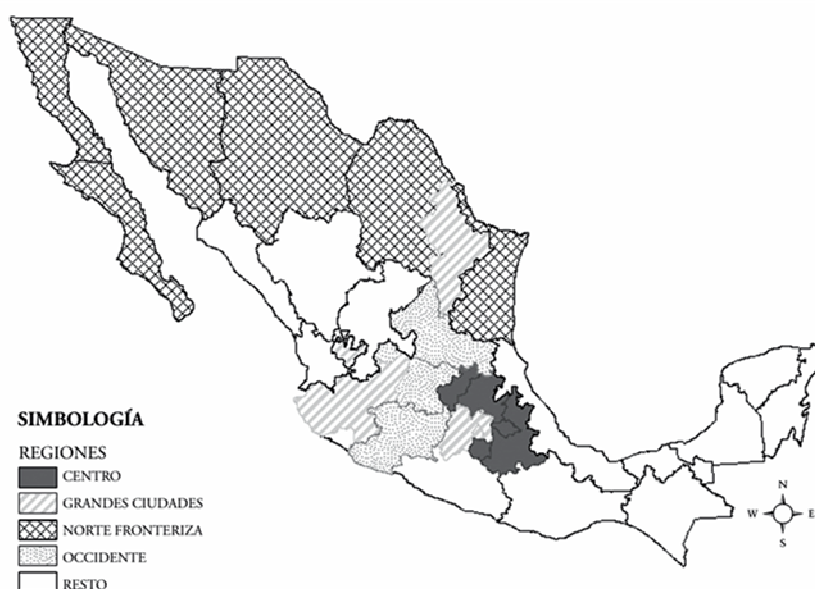 SIMBOLOGÍA
REGIONES
CENTRO
GRANDES CIUDADES
NORTE FRONTERIZA
OCCIDENTE
RESTO
N
W E
S